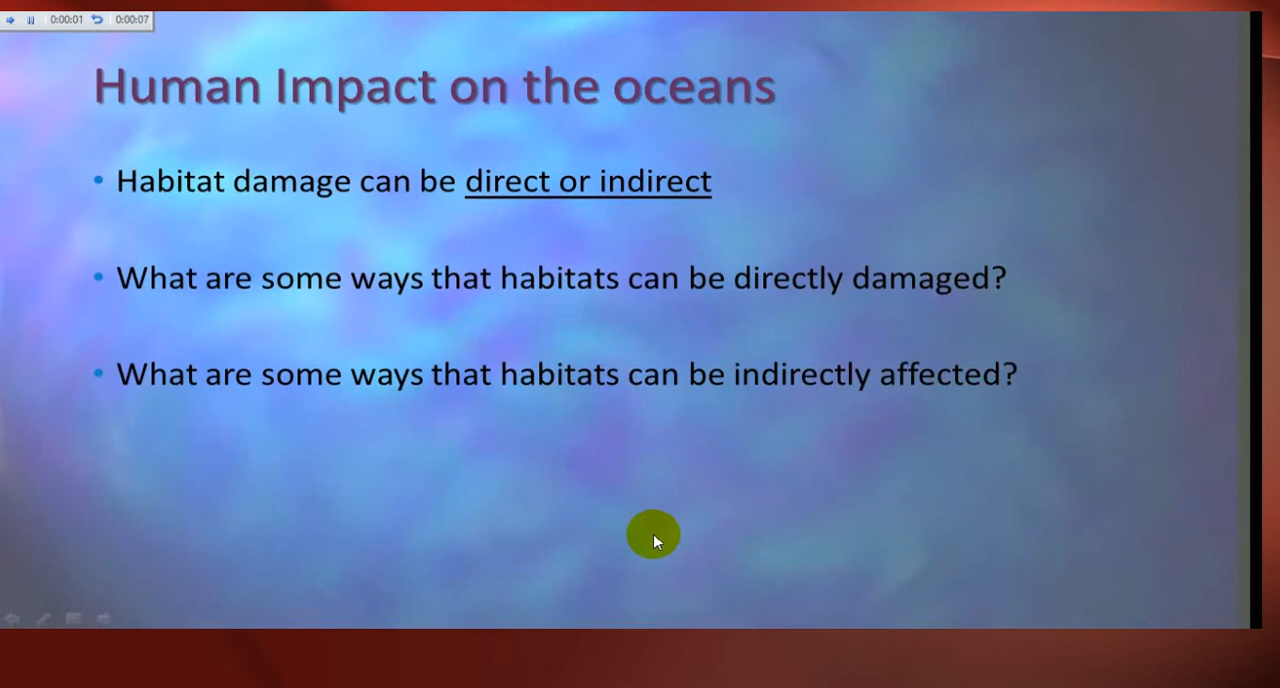 0:00:01 0:00:07
Human Impact on the oceans
• Habitat damage can be direct or indirect
• What are some ways that habitats can be directly damaged?
• What are some ways that habitats can be indirectly affected?